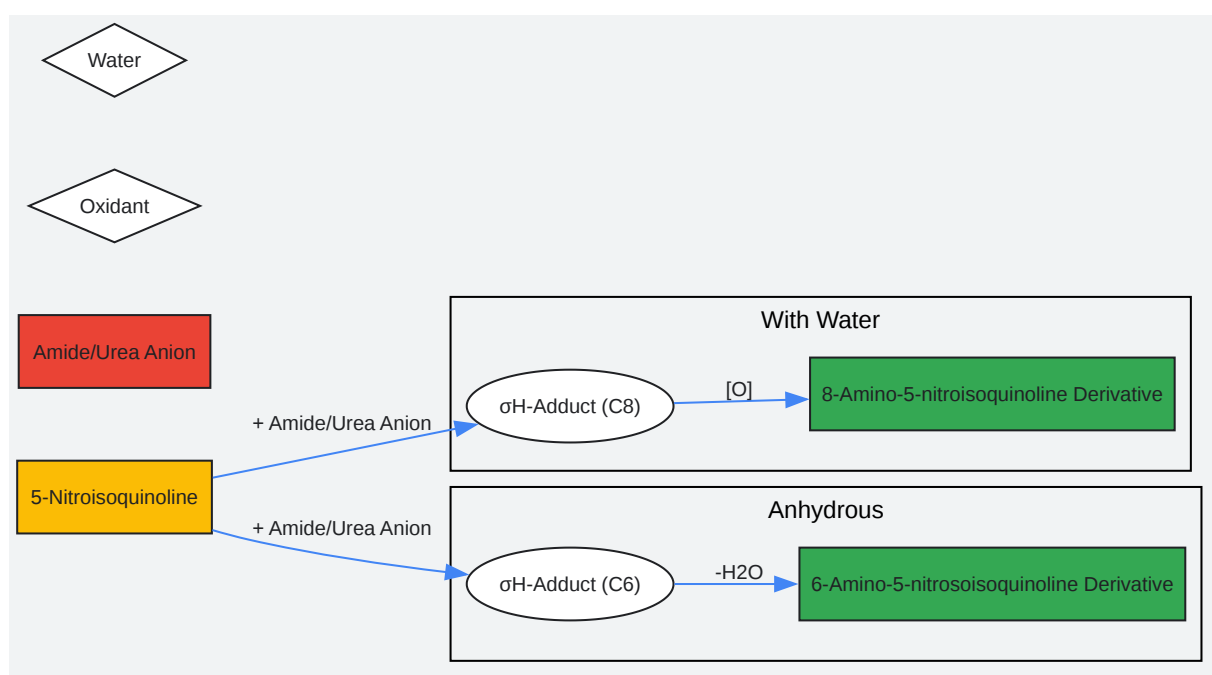 Water
Oxidant
Amide/Urea Anion
5-Nitroisoquinoline
+ Amide/Urea Anion
+ Amide/Urea Anion
With Water
σH-Adduct (C8)
[O]
8-Amino-5-nitroisoquinoline Derivative
Anhydrous
σH-Adduct (C6)
-H2O
6-Amino-5-nitrosoisoquinoline Derivative